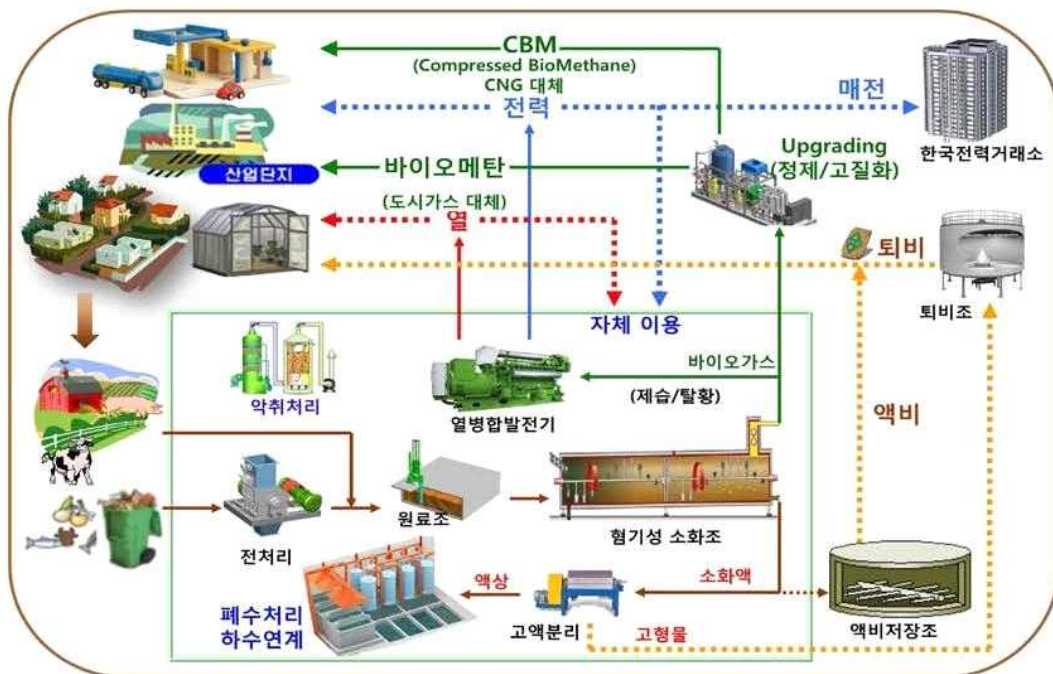 CBM
(Compressed BioMethane)
CNG 대체
전력
매전
한국전력거래소
Upgrading
(정제/고질화)
바이오메탄
(도시가스 대체)
산업단지
열
퇴비
퇴비조
자체 이용
바이오가스
(제습/탈황)
악취처리
열병합발전기
액비
전처리
원료조
혐기성 소화조
소화액
액상
고액분리
고형물
폐수처리
하수연계
액비저장조